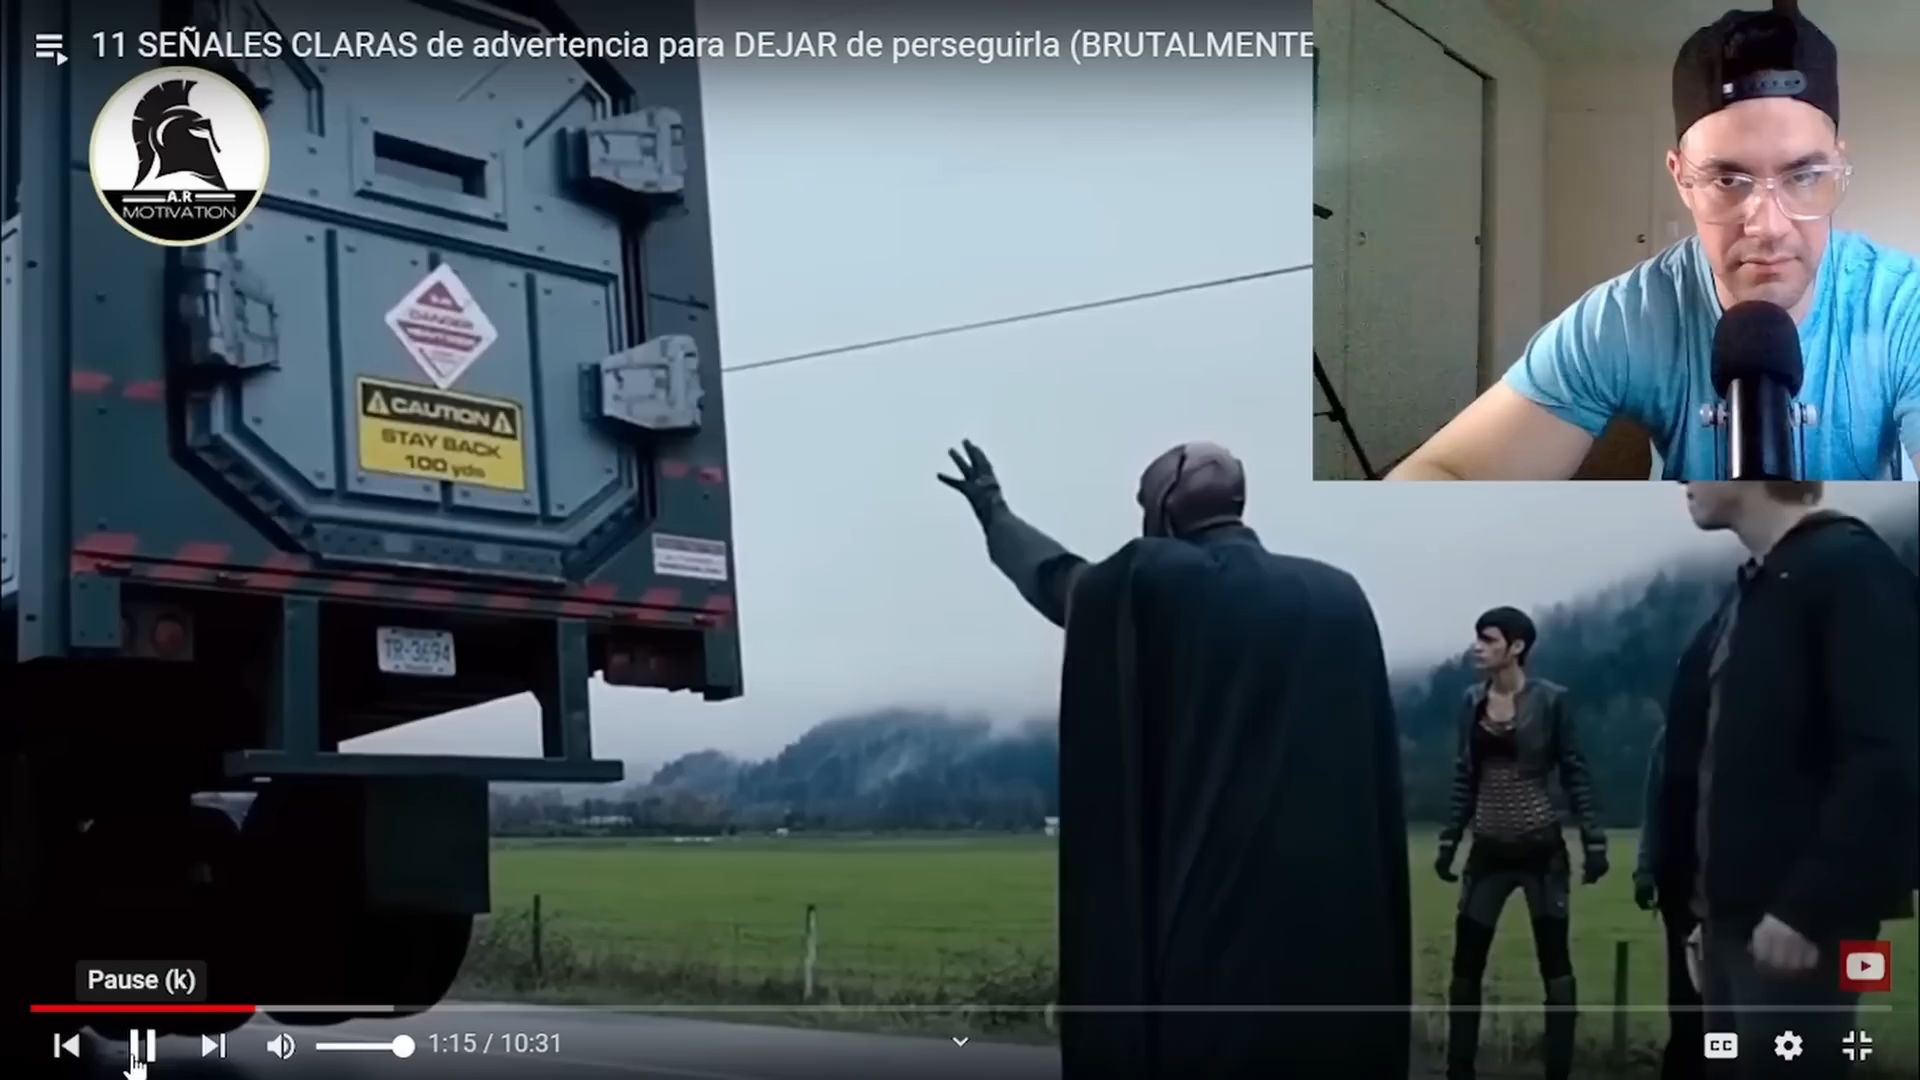 11 SEÑALES CLARAS de advertencia para DEJAR de perseguirla (BRUTALMENTE
A.R
MOTIVATION
DANGER
CAUTION
STAY BACK
100 yds
TR-3694
Pause (k)
1:15 / 10:31
CC